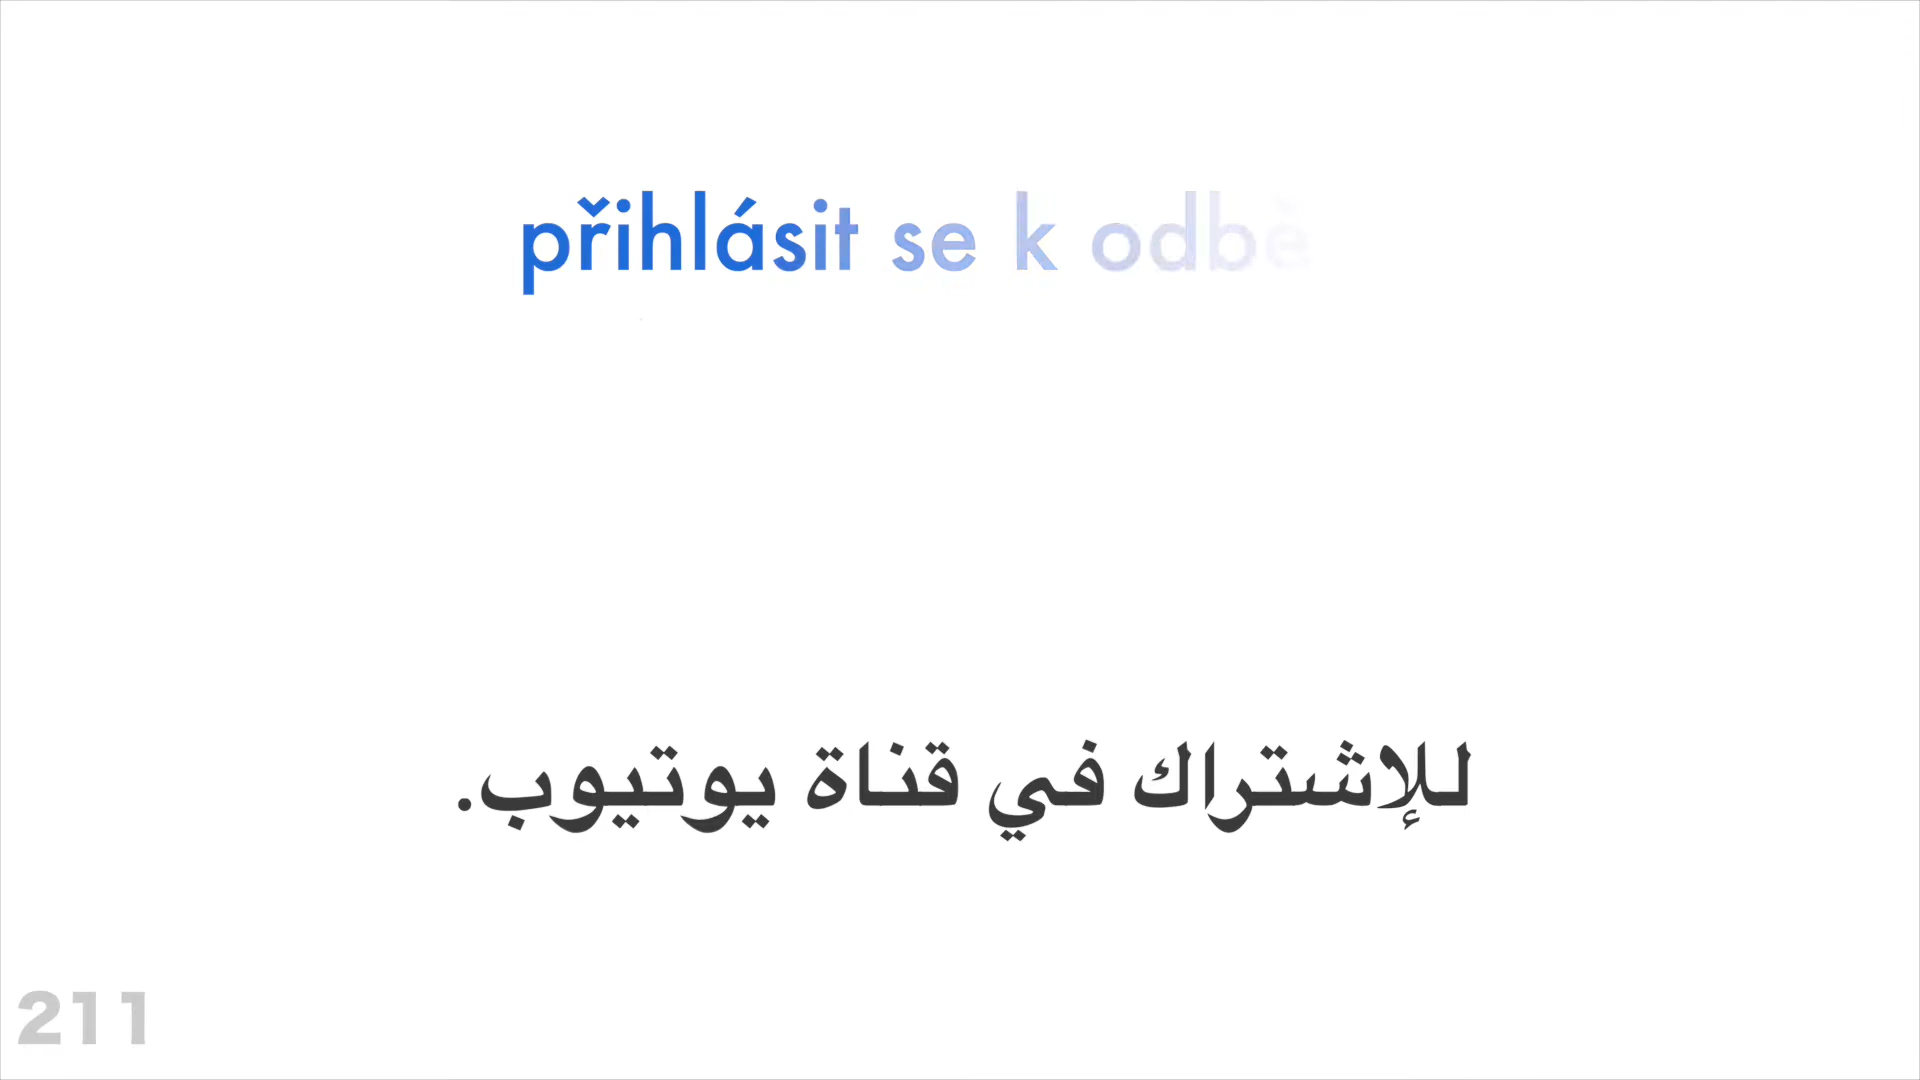 přihlásit se k odbě
للإشتراك في قناة يوتيوب.
211